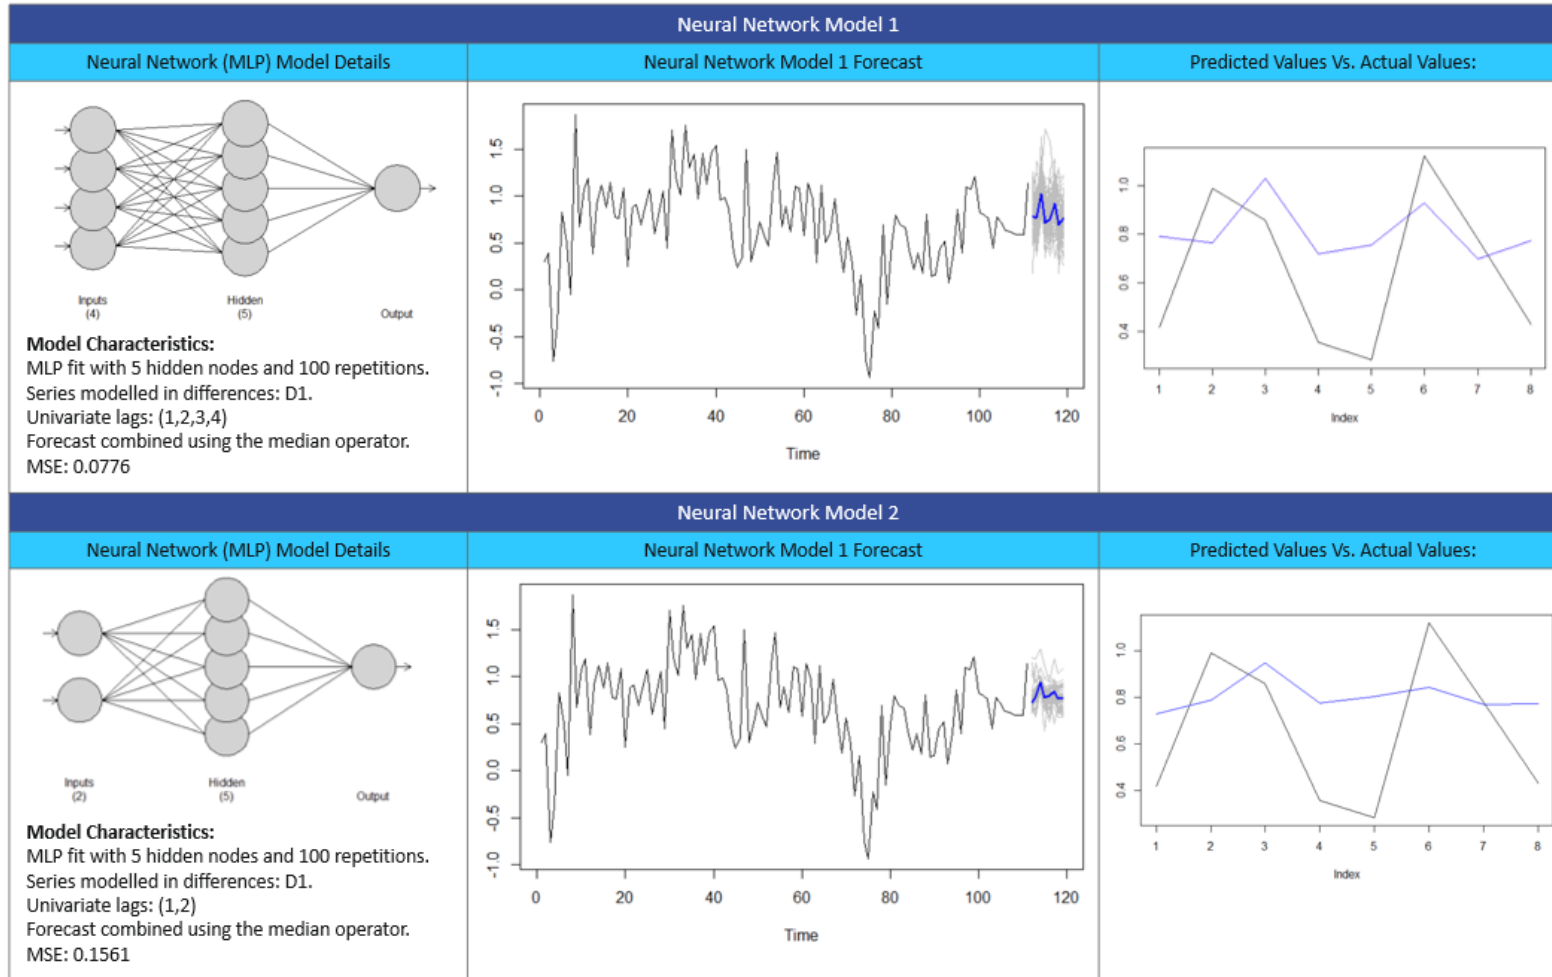 Neural Network Model 1
Neural Network (MLP) Model Details
Neural Network Model 1 Forecast
Predicted Values Vs. Actual Values:
Inputs
(4)
Hidden
(5)
Output
Model Characteristics:
MLP fit with 5 hidden nodes and 100 repetitions.
Series modelled in differences: D1.
Univariate lags: (1,2,3,4)
Forecast combined using the median operator.
MSE: 0.0776
1.5
1.0
0.5
0.0
-0.5
-1.0
0 20 40 60 80 100 120
Time
1.0
0.8
0.6
0.4
1 2 3 4 5 6 7 8
Index
Neural Network Model 2
Neural Network (MLP) Model Details
Neural Network Model 1 Forecast
Predicted Values Vs. Actual Values:
Inputs
(2)
Hidden
(5)
Output
Model Characteristics:
MLP fit with 5 hidden nodes and 100 repetitions.
Series modelled in differences: D1.
Univariate lags: (1,2)
Forecast combined using the median operator.
MSE: 0.1561
1.5
1.0
0.5
0.0
-0.5
-1.0
0 20 40 60 80 100 120
Time
1.0
0.8
0.6
0.4
1 2 3 4 5 6 7 8
Index